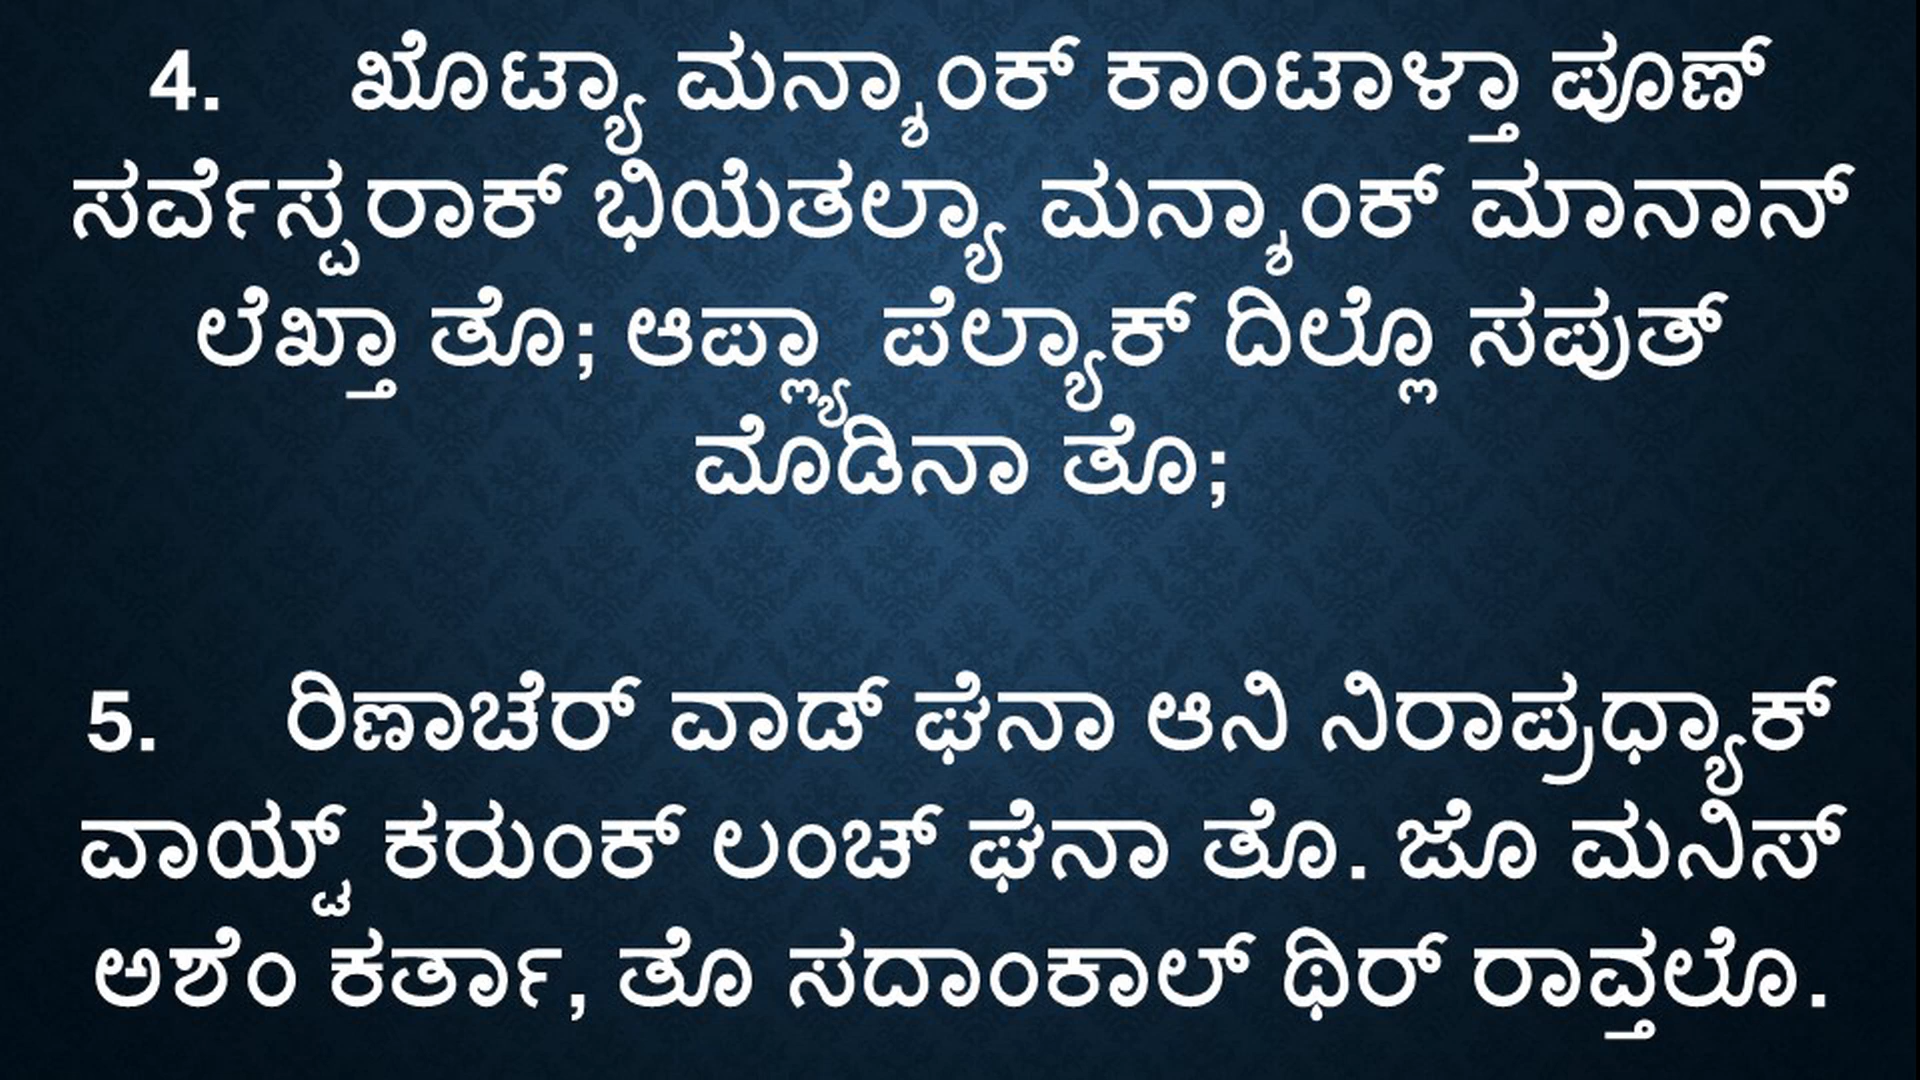 4. ಖೊಟ್ಯಾ ಮನ್ಶಾಂಕ್ ಕಾಂಟಾಳ್ತಾ ಪೂಣ್
ಸರ್ವೆಸ್ಪರಾಕ್ ಭಿಯೆತಲ್ಯಾ ಮನ್ಶಾಂಕ್ ಮಾನಾನ್
ಲೆಖ್ತಾ ತೊ; ಆಪ್ಲ್ಯಾ ಪೆಲ್ಯಾಕ್ ದಿಲ್ಲೊ ಸಪುತ್
ಮೊಡಿನಾ ತೊ;
5. ರಿಣಾಚೆರ್ ವಾಡ್ ಘೆನಾ ಆನಿ ನಿರಾಪ್ರಧ್ಯಾಕ್
ವಾಯ್ಟ್ ಕರುಂಕ್ ಲಂಚ್ ಘೆನಾ ತೊ. ಜೊ ಮನಿಸ್
ಅಶೆಂ ಕರ್ತಾ, ತೊ ಸದಾಂಕಾಲ್ ಥಿರ್ ರಾವ್ತಲೊ.